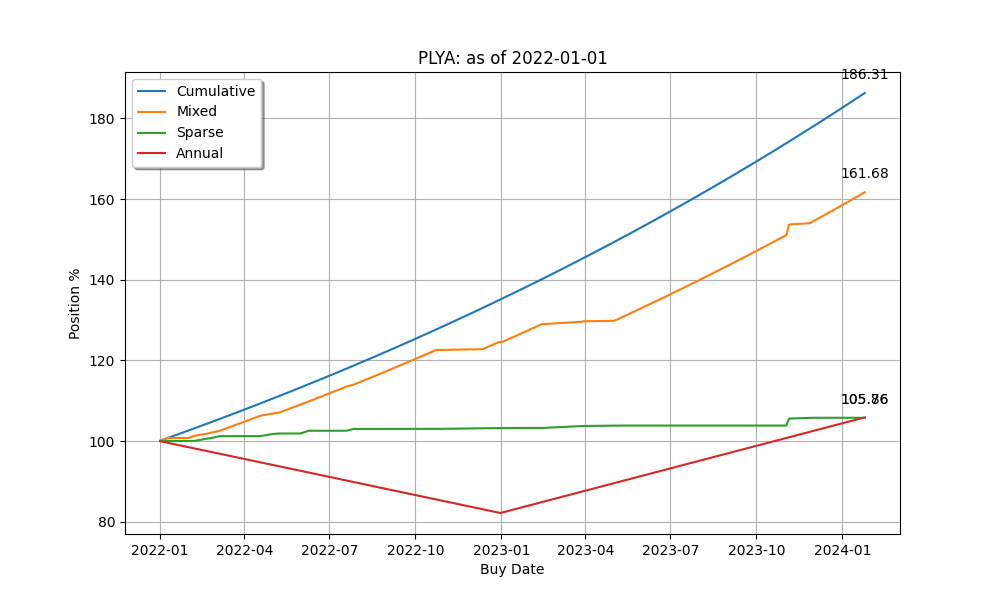 PLYA: as of 2022-01-01
Cumulative
Mixed
Sparse
Annual
186.31
161.68
180
160
140
120
100
80
Position %
2022-01 2022-04 2022-07 2022-10 2023-01 2023-04 2023-07 2023-10 2024-01
Buy Date